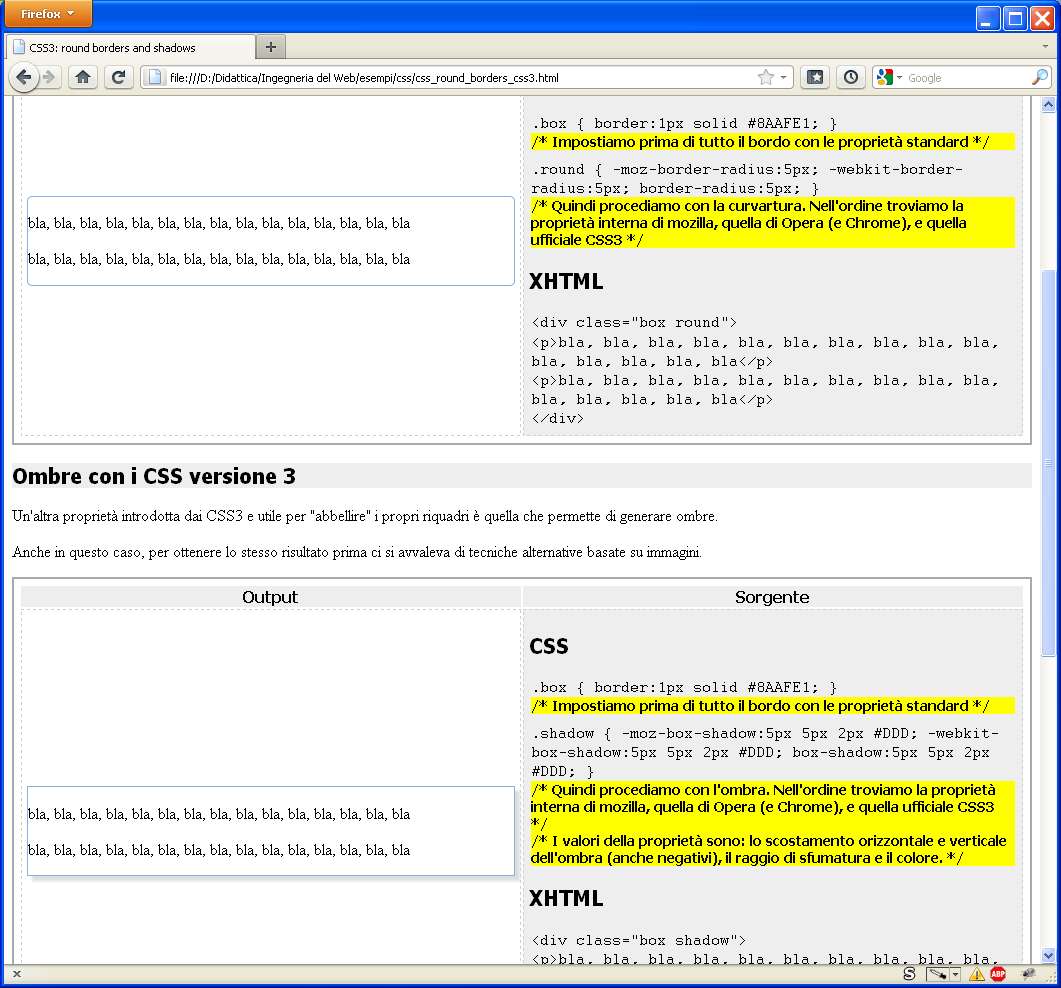 Firefox
CSS3: round borders and shadows
file:///D:/Didattica/Ingegneria del Web/esempi/css/css_round_borders_css3.html
Google
bla, bla, bla, bla, bla, bla, bla, bla, bla, bla, bla, bla, bla, bla, bla
bla, bla, bla, bla, bla, bla, bla, bla, bla, bla, bla, bla, bla, bla, bla
.box { border:1px solid #8AAFE1; }
/* Impostiamo prima di tutto il bordo con le proprietà standard */
.round { -moz-border-radius:5px; -webkit-border-
radius:5px; border-radius:5px; }
/* Quindi procediamo con la curvartura. Nell'ordine troviamo la
proprietà interna di mozilla, quella di Opera (e Chrome), e quella
ufficiale CSS3 */
XHTML
<div class="box round">
<p>bla, bla, bla, bla, bla, bla, bla, bla, bla, bla,
bla, bla, bla, bla, bla</p>
<p>bla, bla, bla, bla, bla, bla, bla, bla, bla, bla,
bla, bla, bla, bla, bla</p>
</div>
Ombre con i CSS versione 3
Un'altra proprietà introdotta dai CSS3 e utile per "abbellire" i propri riquadri è quella che permette di generare ombre.
Anche in questo caso, per ottenere lo stesso risultato prima ci si avvaleva di tecniche alternative basate su immagini.
Output
Sorgente
bla, bla, bla, bla, bla, bla, bla, bla, bla, bla, bla, bla, bla, bla, bla
bla, bla, bla, bla, bla, bla, bla, bla, bla, bla, bla, bla, bla, bla, bla
CSS
.box { border:1px solid #8AAFE1; }
/* Impostiamo prima di tutto il bordo con le proprietà standard */
.shadow { -moz-box-shadow:5px 5px 2px #DDD; -webkit-
box-shadow:5px 5px 2px #DDD; box-shadow:5px 5px 2px
#DDD; }
/* Quindi procediamo con l'ombra. Nell'ordine troviamo la proprietà
interna di mozilla, quella di Opera (e Chrome), e quella ufficiale CSS3
*/
/* I valori della proprietà sono: lo scostamento orizzontale e verticale
dell'ombra (anche negativi), il raggio di sfumatura e il colore. */
XHTML
<div class="box shadow">
<p>bla, bla, bla, bla, bla, bla, bla, bla, bla, bla,
S
ABP